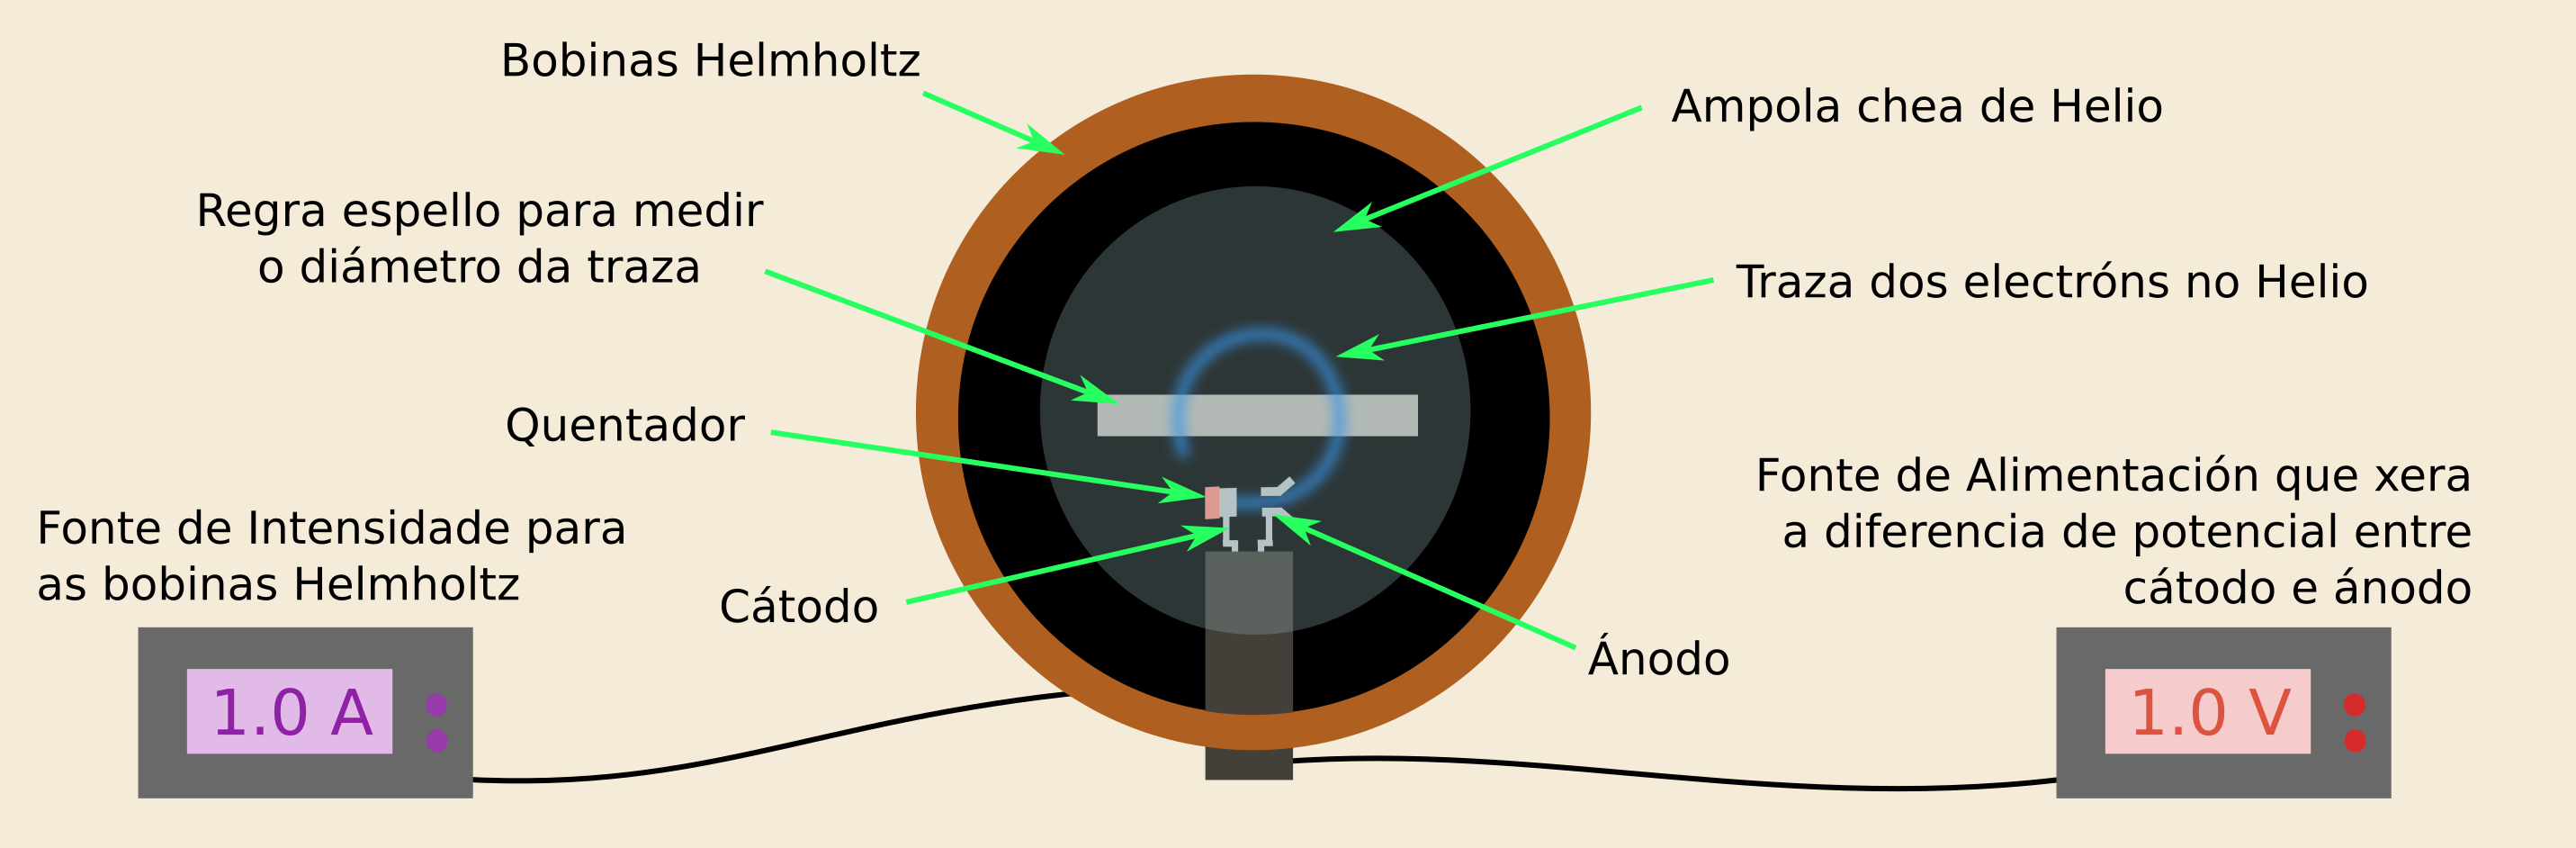 Bobinas Helmholtz
Ampola chea de Helio
Regra espello para medir
o diámetro da traza
Traza dos electróns no Helio
Quentador
Fonte de Alimentación que xera
a diferencia de potencial entre
cátodo e ánodo
Fonte de Intensidade para
as bobinas Helmholtz
Cátodo
Ánodo
1.0 A
1.0 V